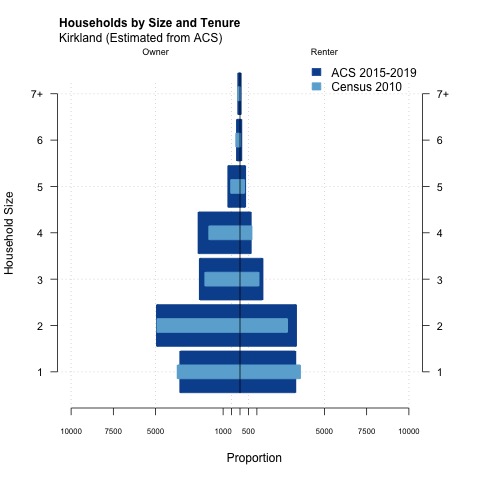 Households by Size and Tenure
Kirkland (Estimated from ACS)
Owner Renter
ACS 2015-2019
Census 2010
7+ 7+
6 6
5 5
4 4
3 3
2 2
1 1
Household Size
10000 7500 5000 1000 500 5000 7500 10000
Proportion